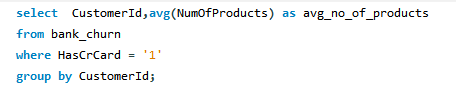 select  CustomerId,avg(NumOfProducts) as avg_no_of_products
from bank_churn
where HasCrCard = '1'
group by CustomerId;